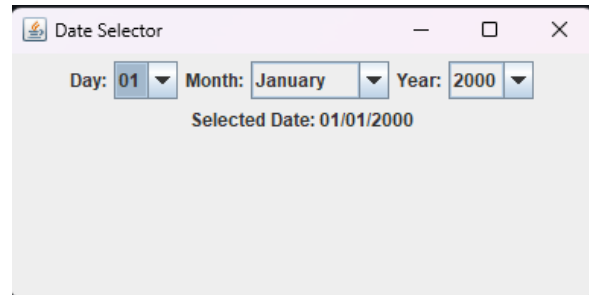 Date Selector
Day: 01 Month: January Year: 2000
Selected Date: 01/01/2000